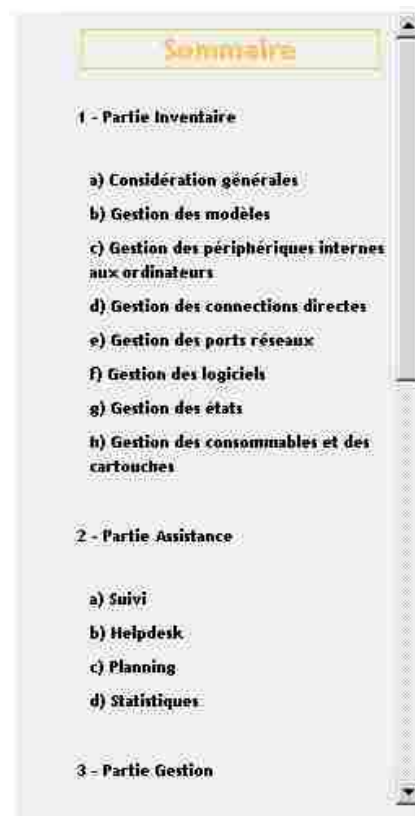 Sommaire
1 - Partie Inventaire
a) Considération générales
b) Gestion des modèles
c) Gestion des périphériques internes
aux ordinateurs
d) Gestion des connections directes
e) Gestion des ports réseaux
f) Gestion des logiciels
g) Gestion des états
h) Gestion des consommables et des
cartouches
2 - Partie Assistance
a) Suivi
b) Helpdesk
c) Planning
d) Statistiques
3 - Partie Gestion